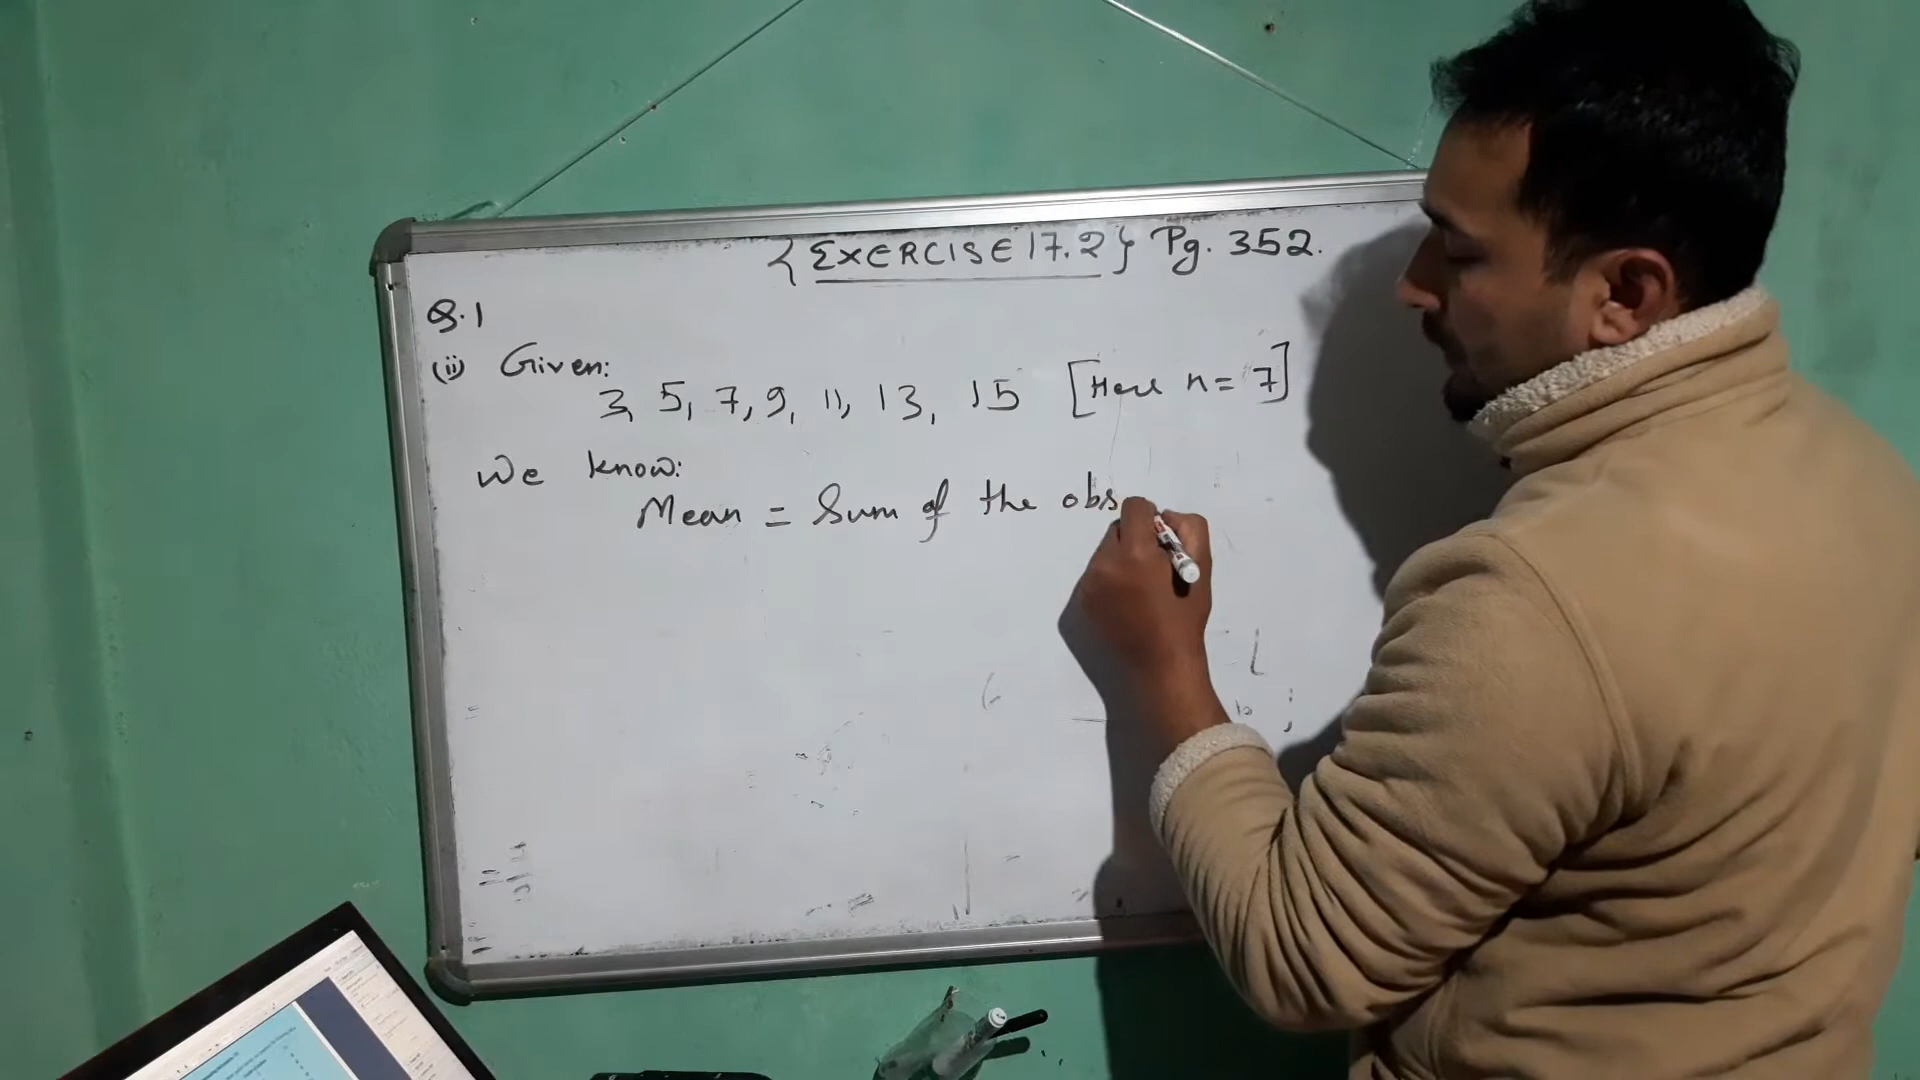 {EXERCISE 17.2} Pg. 352.
Q.1
(ii) Given:
3, 5, 7, 9, 11, 13, 15 [Here n = 7]
We know:
Mean = Sum of the obs